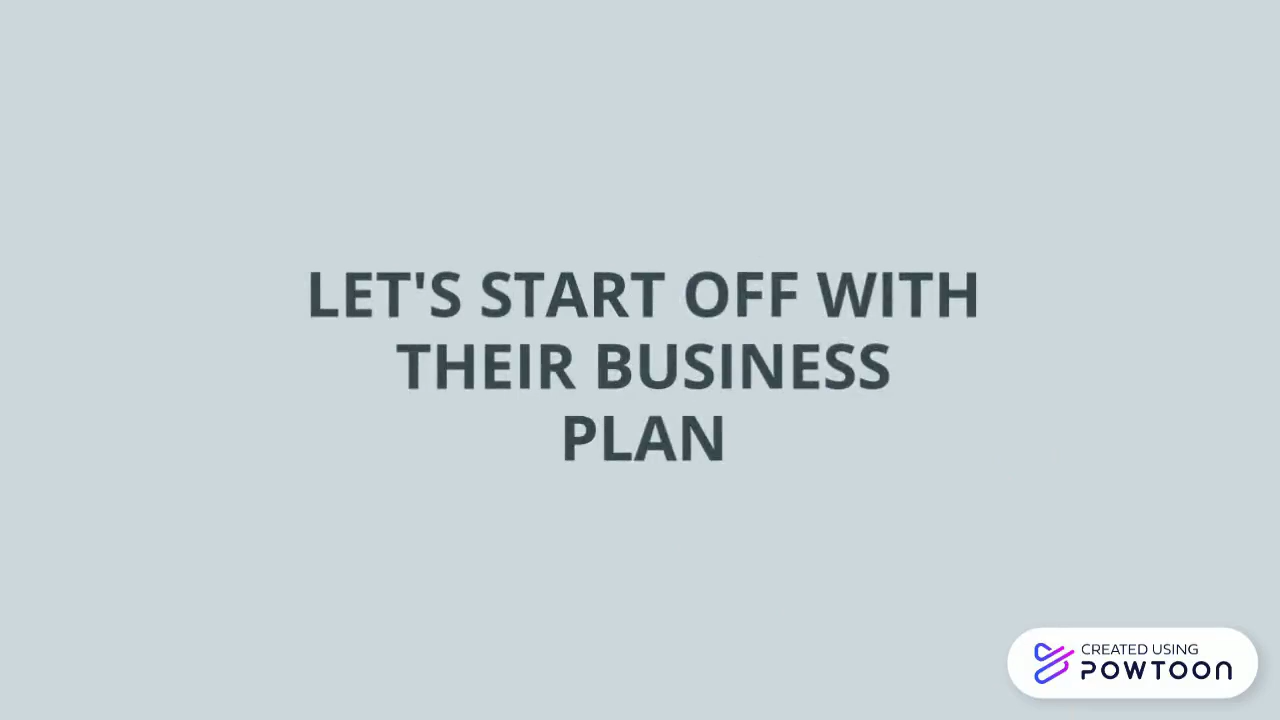 LET'S START OFF WITH
THEIR BUSINESS
PLAN
CREATED USING
POWTOON